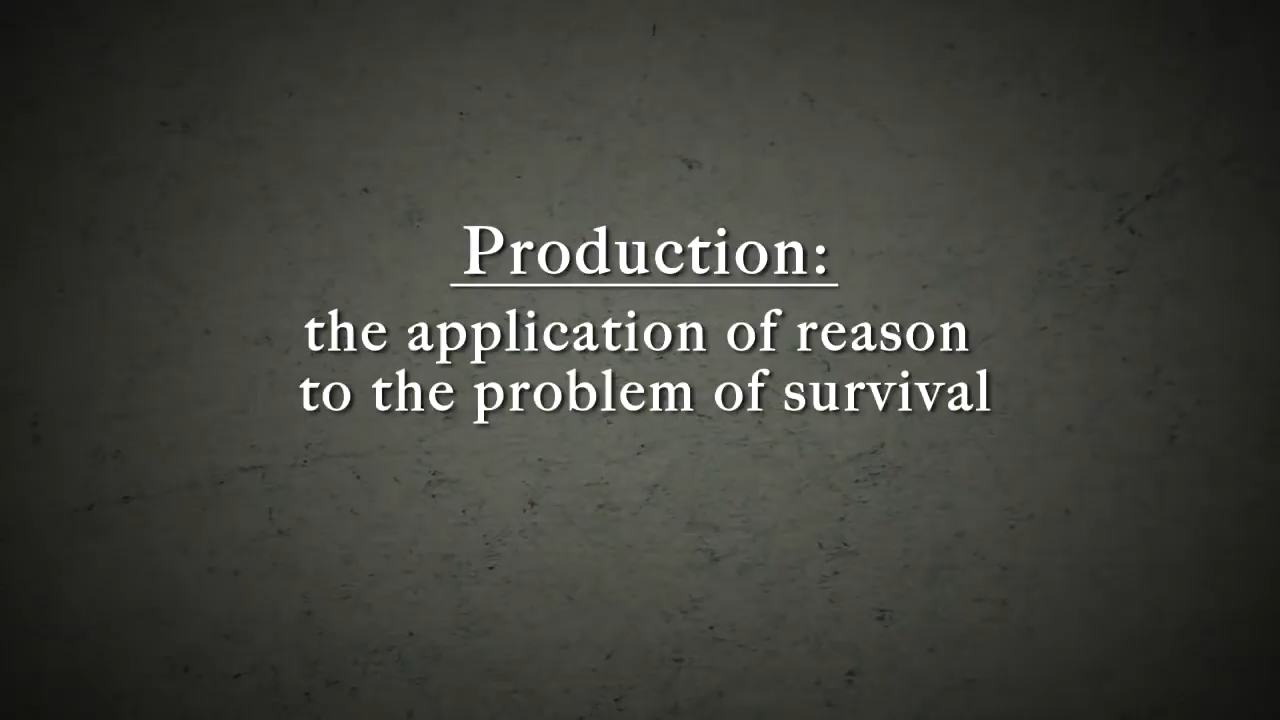 Production:
the application of reason
to the problem of survival